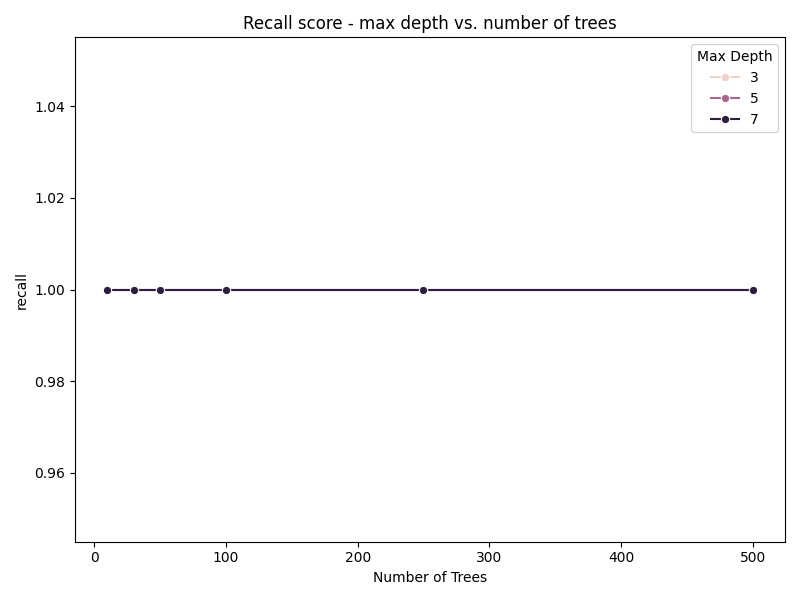 Recall score - max depth vs. number of trees
Max Depth
3
5
7
1.04
1.02
1.00
0.98
0.96
recall
0 100 200 300 400 500
Number of Trees